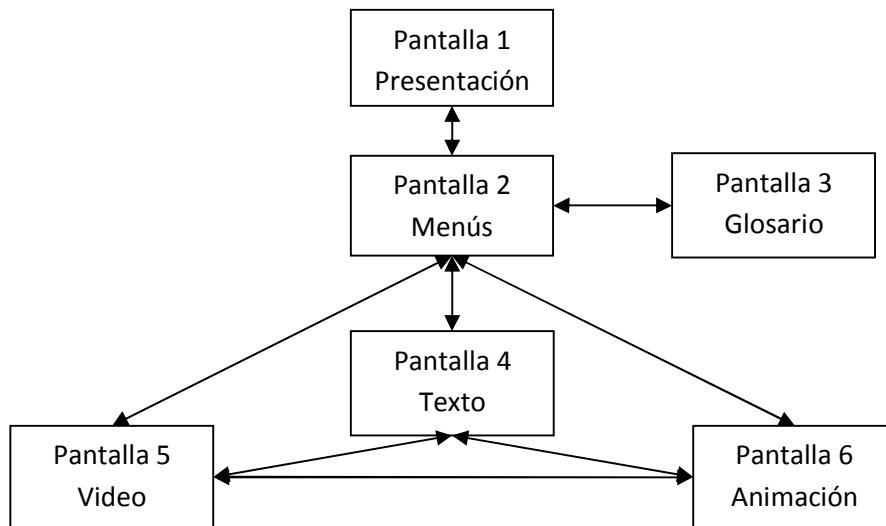 Pantalla 1
Presentación
Pantalla 2
Menús
Pantalla 3
Glosario
Pantalla 4
Texto
Pantalla 5
Video
Pantalla 6
Animación